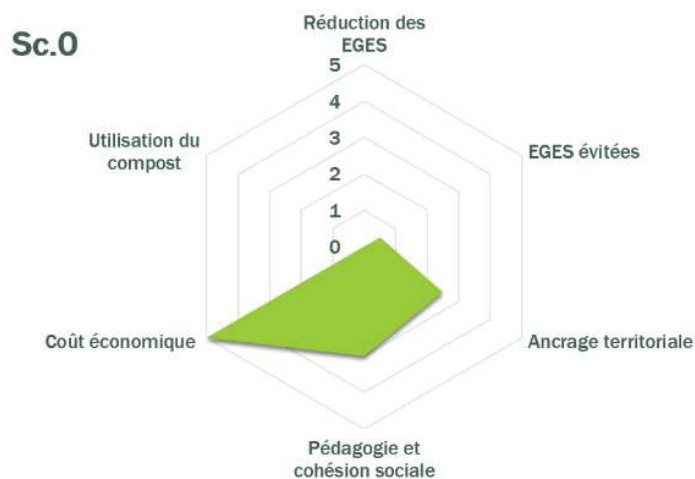 Sc.0
Réduction des
EGES
5
4
3
2
1
0
Utilisation du
compost
EGES évitées
Coût économique
Ancrage territoriale
Pédagogie et
cohésion sociale